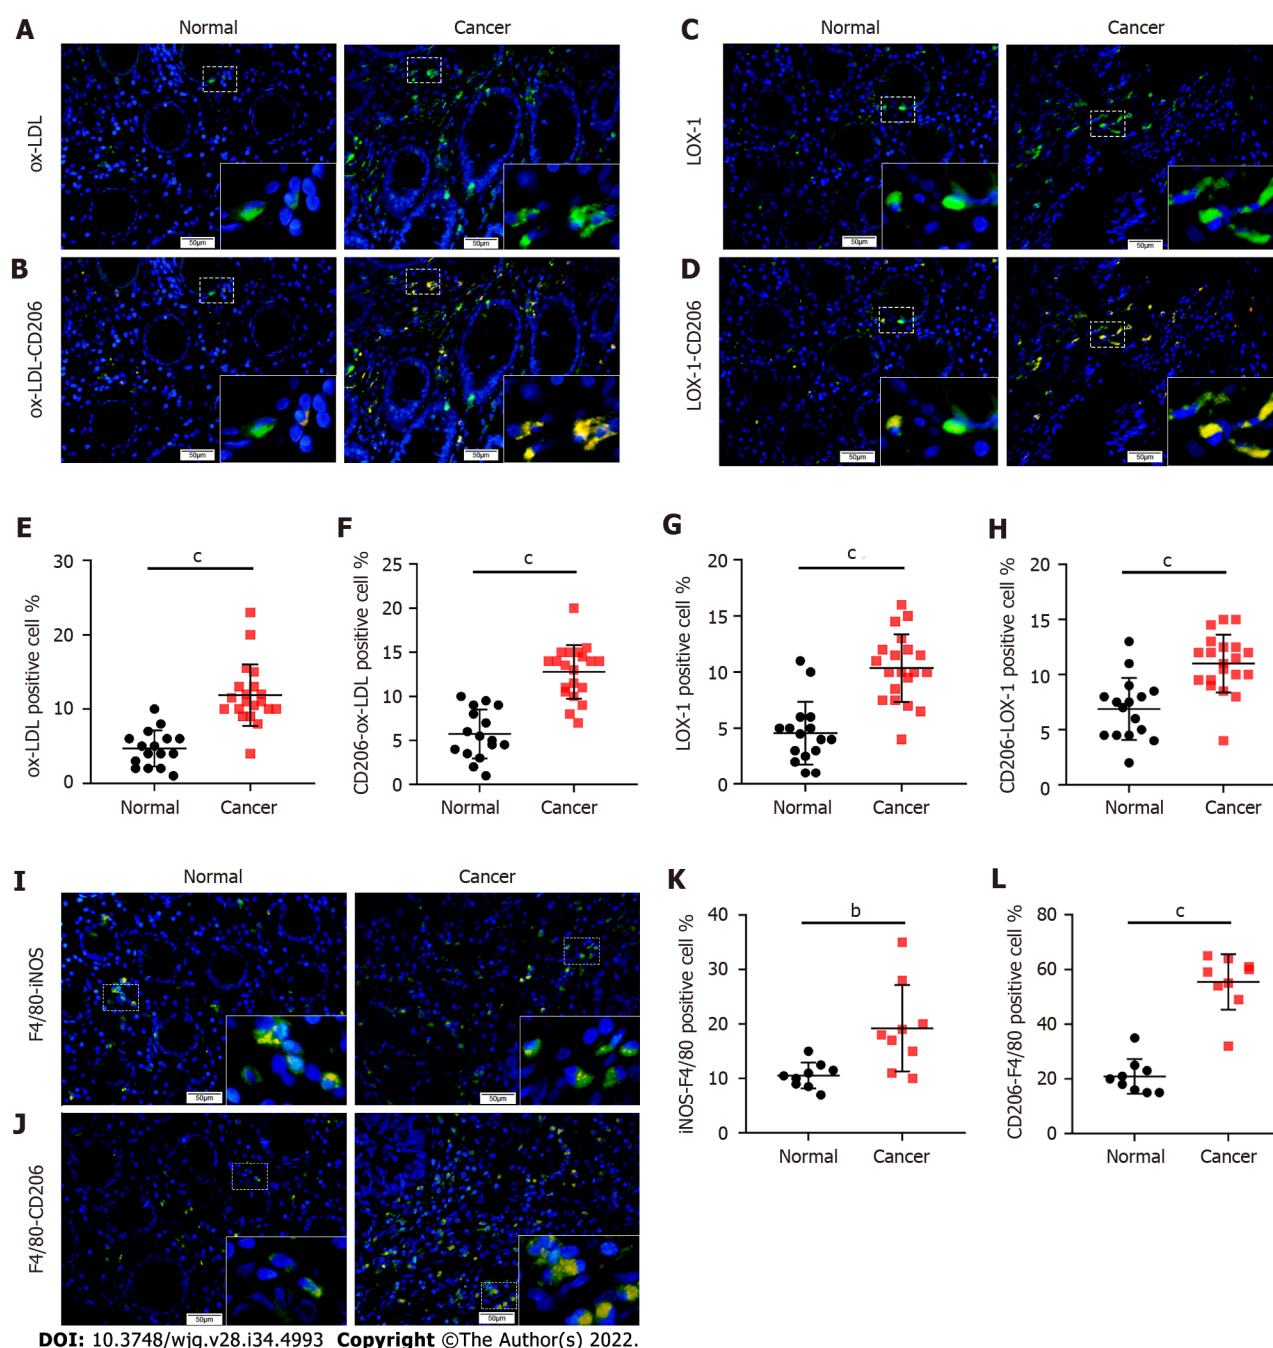 A
Normal
Cancer
C
Normal
Cancer
ox-LDL
50µm
50µm
LOX-1
50µm
50µm
B
D
ox-LDL-CD206
50µm
50µm
LOX-1-CD206
50µm
50µm
E
ox-LDL positive cell %
30
20
10
0
c
Normal
Cancer
F
CD206-ox-LDL positive cell %
25
20
15
10
5
0
c
Normal
Cancer
G
LOX-1 positive cell %
20
15
10
5
0
c
Normal
Cancer
H
CD206-LOX-1 positive cell %
20
15
10
5
0
c
Normal
Cancer
I
Normal
Cancer
F4/80-iNOS
50µm
50µm
J
F4/80-CD206
50µm
50µm
K
iNOS-F4/80 positive cell %
40
30
20
10
0
b
Normal
Cancer
L
CD206-F4/80 positive cell %
80
60
40
20
0
c
Normal
Cancer
DOI: 10.3748/wjg.v28.i34.4993 Copyright ©The Author(s) 2022.